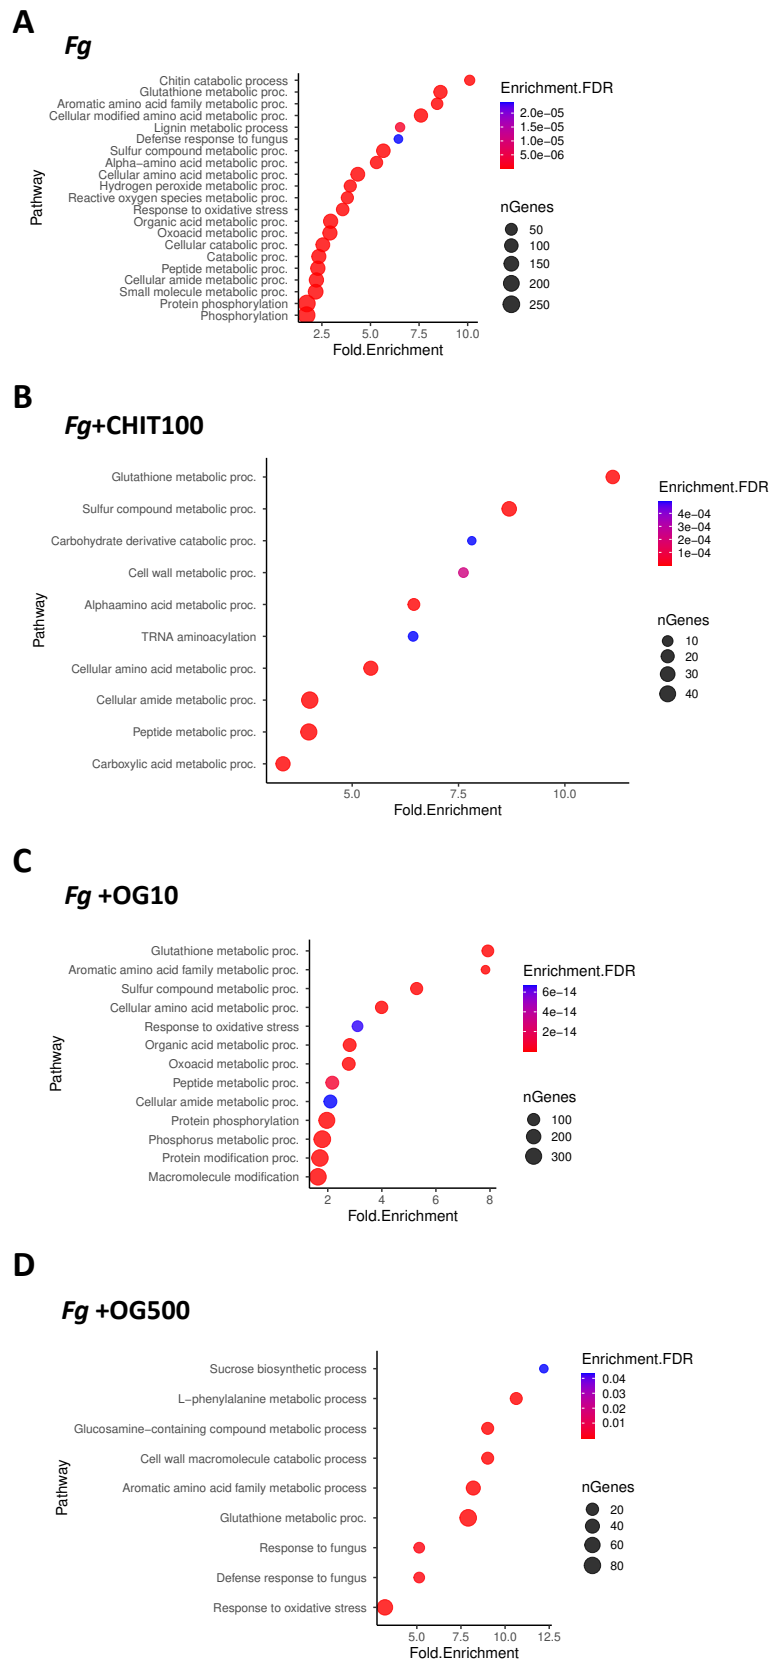 A
Fg
Chitin catabolic process
Glutathione metabolic proc.
Aromatic amino acid family metabolic proc.
Cellular modified amino acid metabolic proc.
Lignin metabolic process
Defense response to fungus
Sulfur compound metabolic proc.
Alpha-amino acid metabolic proc.
Cellular amino acid metabolic proc.
Hydrogen peroxide metabolic proc.
Reactive oxygen species metabolic proc.
Response to oxidative stress
Organic acid metabolic proc.
Oxoacid metabolic proc.
Cellular catabolic proc.
Catabolic proc.
Peptide metabolic proc.
Cellular amide metabolic proc.
Small molecule metabolic proc.
Protein phosphorylation
Phosphorylation
Pathway
2.5 5.0 7.5 10.0
Fold.Enrichment
Enrichment.FDR
2.0e-05
1.5e-05
1.0e-05
5.0e-06
nGenes
50
100
150
200
250
B
Fg+CHIT100
Glutathione metabolic proc.
Sulfur compound metabolic proc.
Carbohydrate derivative catabolic proc.
Cell wall metabolic proc.
Alphaamino acid metabolic proc.
TRNA aminoacylation
Cellular amino acid metabolic proc.
Cellular amide metabolic proc.
Peptide metabolic proc.
Carboxylic acid metabolic proc.
Pathway
5.0 7.5 10.0
Fold.Enrichment
Enrichment.FDR
4e-04
3e-04
2e-04
1e-04
nGenes
10
20
30
40
C
Fg +OG10
Glutathione metabolic proc.
Aromatic amino acid family metabolic proc.
Sulfur compound metabolic proc.
Cellular amino acid metabolic proc.
Response to oxidative stress
Organic acid metabolic proc.
Oxoacid metabolic proc.
Peptide metabolic proc.
Cellular amide metabolic proc.
Protein phosphorylation
Phosphorus metabolic proc.
Protein modification proc.
Macromolecule modification
Pathway
2 4 6 8
Fold.Enrichment
Enrichment.FDR
6e-14
4e-14
2e-14
nGenes
100
200
300
D
Fg +OG500
Sucrose biosynthetic process
L-phenylalanine metabolic process
Glucosamine-containing compound metabolic process
Cell wall macromolecule catabolic process
Aromatic amino acid family metabolic process
Glutathione metabolic proc.
Response to fungus
Defense response to fungus
Response to oxidative stress
Pathway
5.0 7.5 10.0 12.5
Fold.Enrichment
Enrichment.FDR
0.04
0.03
0.02
0.01
nGenes
20
40
60
80